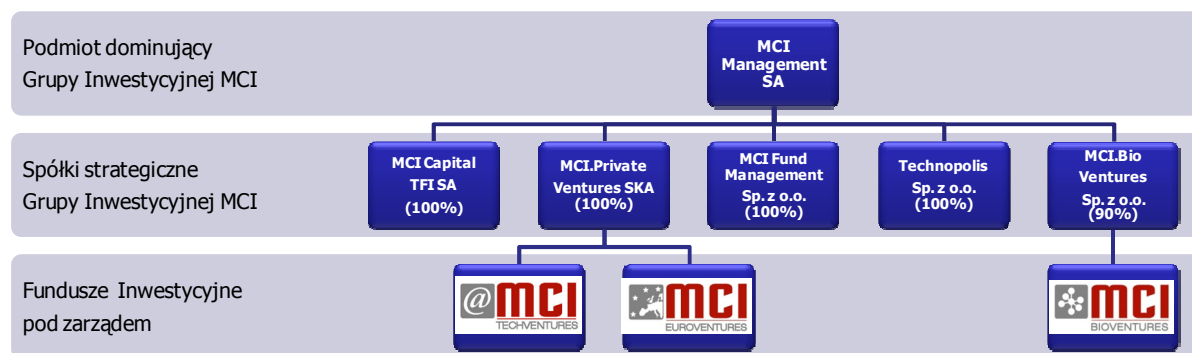 Podmiot dominujący
Grupy Inwestycyjnej MCI
MCI
Management
SA
Spółki strategiczne
Grupy Inwestycyjnej MCI
MCI Capital
TFI SA
(100%)
MCI.Private
Ventures SKA
(100%)
MCI Fund
Management
Sp. z o.o.
(100%)
Technopolis
Sp. z o.o.
(100%)
MCI.Bio
Ventures
Sp. z o.o.
(90%)
Fundusze Inwestycyjne
pod zarządem
@ MCI
TECHVENTURES
MCI
EUROVENTURES
MCI
BIOVENTURES